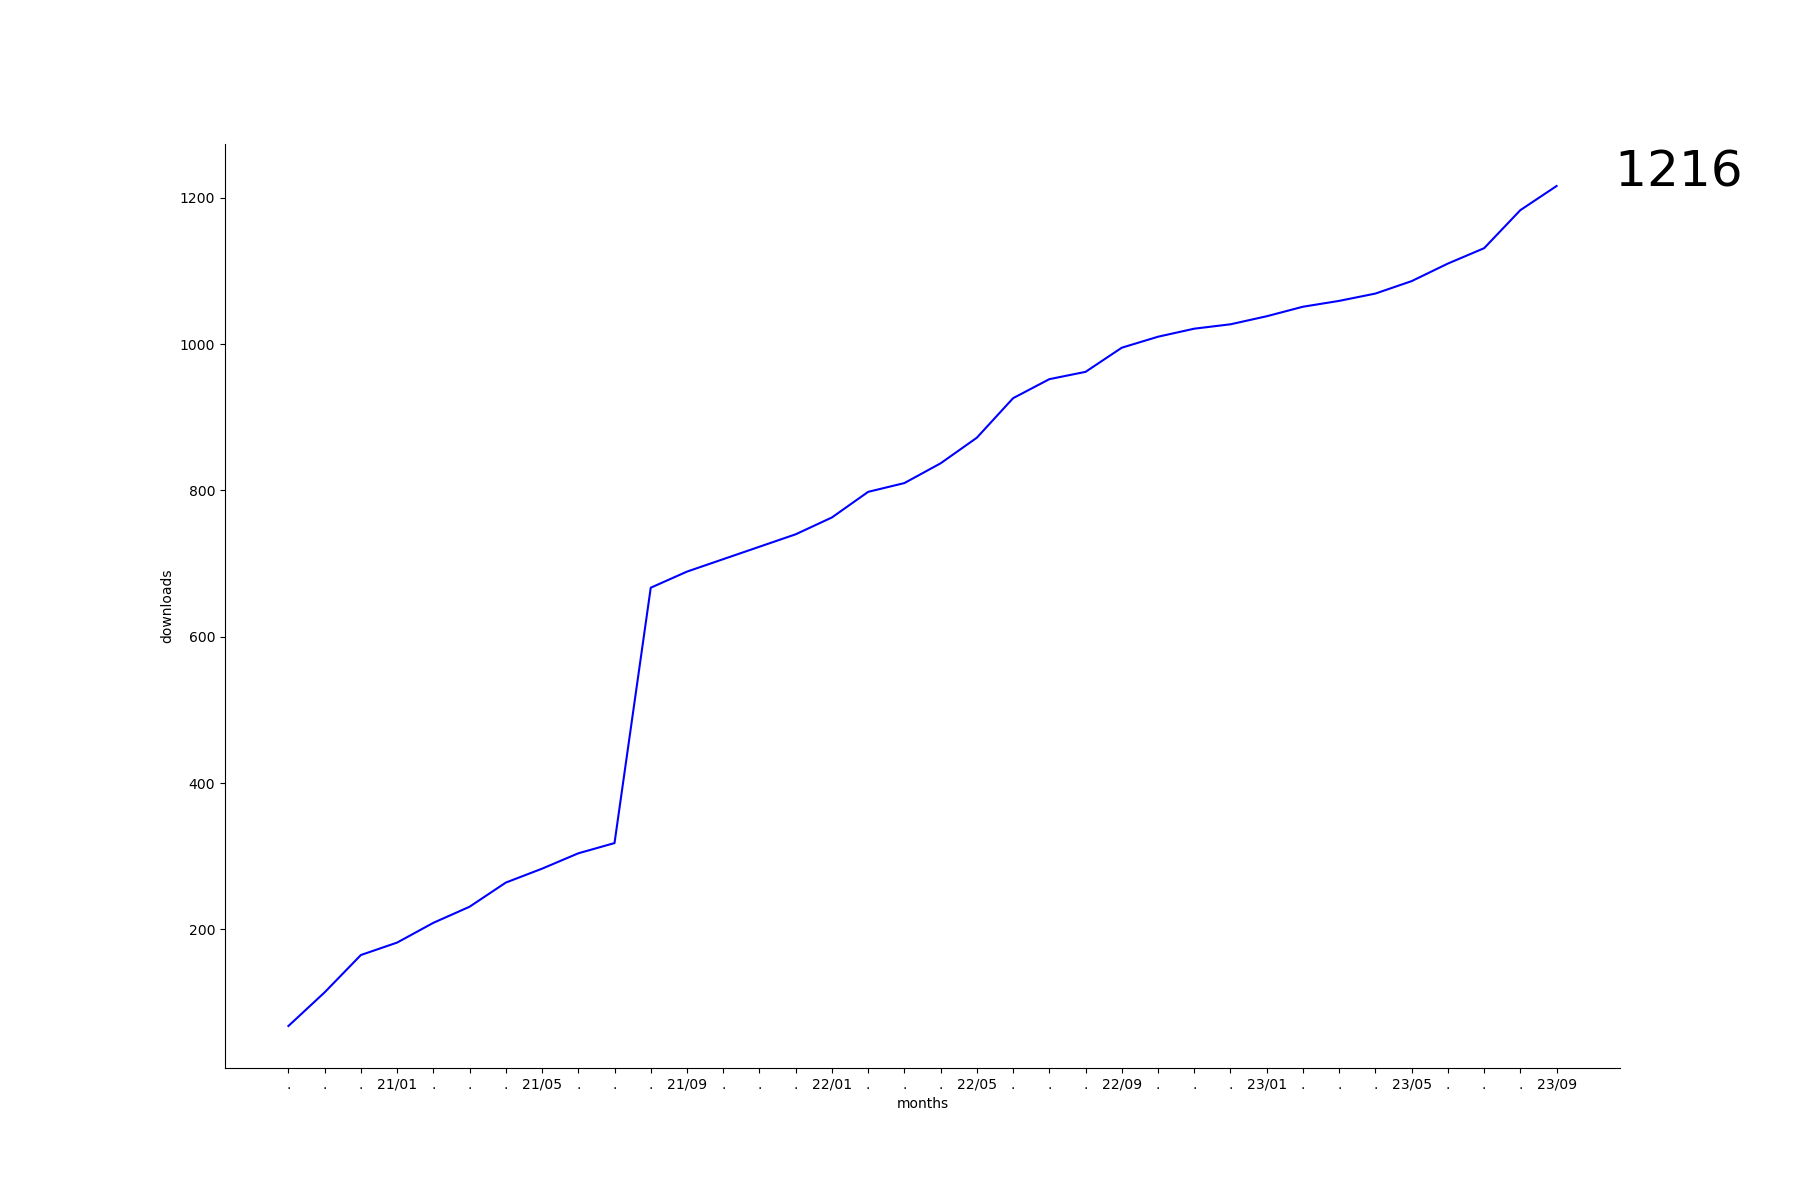 1216
1200
1000
800
600
400
200
downloads
. . . 21/01 . . . 21/05 . . . 21/09 . . . 22/01 . . . 22/05 . . . 22/09 . . . 23/01 . . . 23/05 . . . 23/09
months